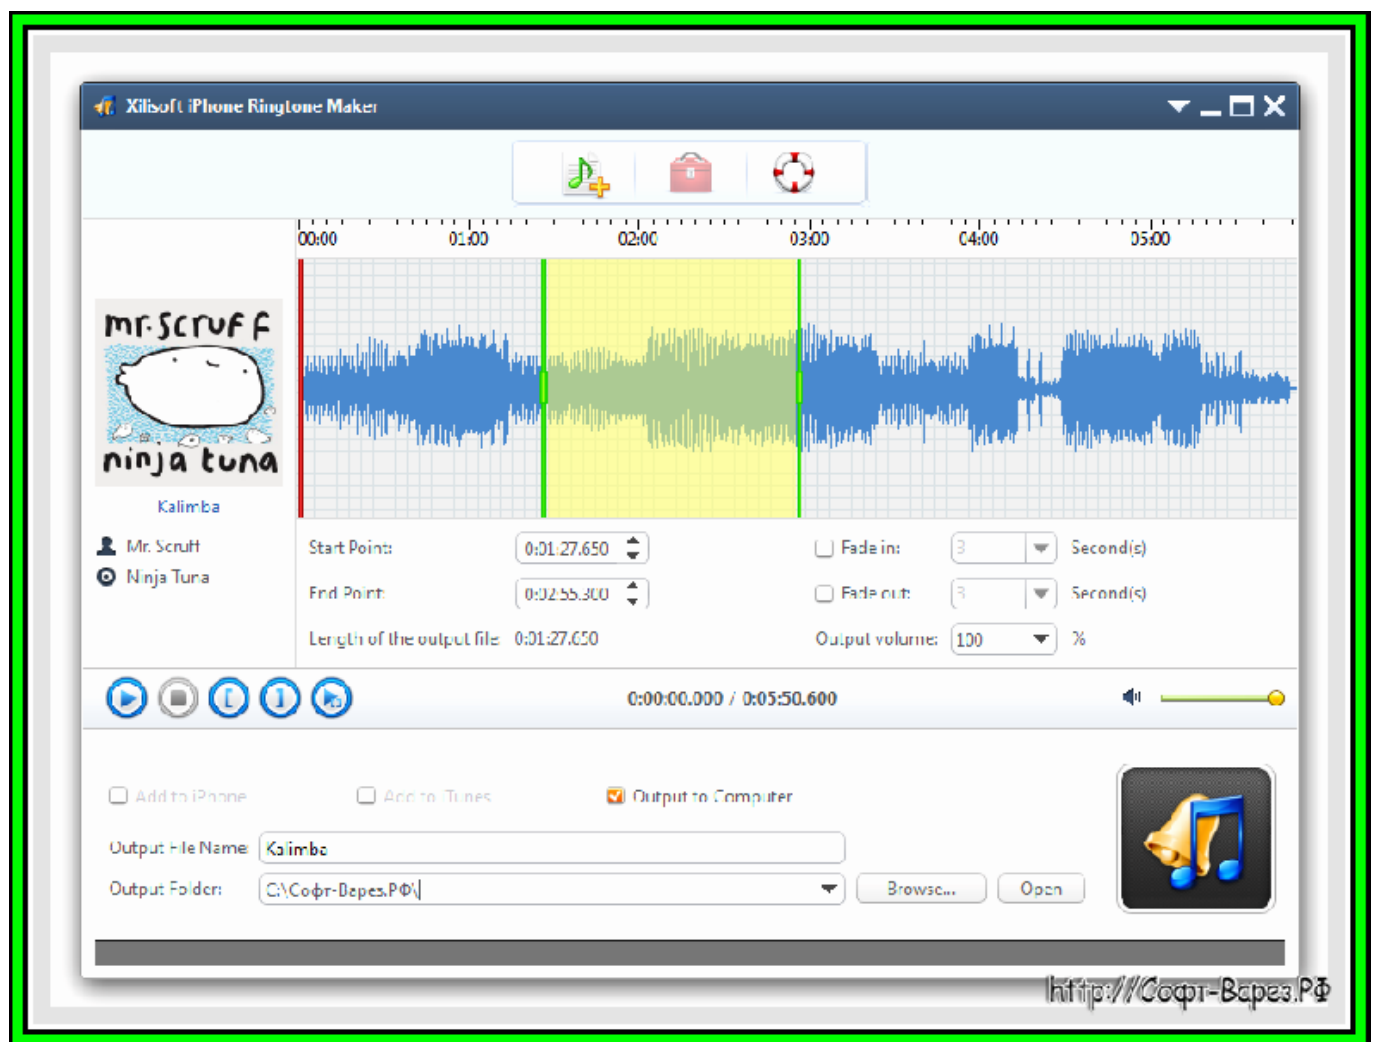 Xilisoft iPhone Ringtone Maker
00:00 01:00 02:00 03:00 04:00 05:00
mr. scruff
ninja tuna
Kalimba
Mr. Scruff
Ninja Tuna
Start Point: 0:01:27.650 Fade in: 3 Second(s)
End Point: 0:02:55.300 Fade out: 3 Second(s)
Length of the output file: 0:01:27.650 Output volume: 100 %
0:00:00.000 / 0:05:50.600
Add to iPhone Add to iTunes Output to Computer
Output File Name: Kalimba
Output Folder: C:\Софт-Варез.РФ\ Browse... Open
http://Софт-Варез.РФ